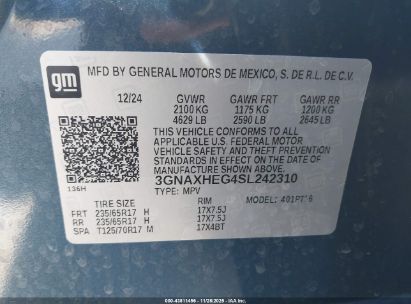 gm
MFD BY GENERAL MOTORS DE MEXICO, S. DE R.L. DE C.V.
12/24 GVWR GAWR FRT GAWR RR
2100 KG 1175 KG 1200 KG
4629 LB 2590 LB 2645 LB
THIS VEHICLE CONFORMS TO ALL
APPLICABLE U.S. FEDERAL MOTOR
VEHICLE SAFETY AND THEFT
PREVENTION STANDARDS IN EFFECT ON
THE DATE OF MANUFACTURE SHOWN ABOVE.
3GNAXHEG4SL242310
136H TYPE: MPV MODEL:
TIRE SIZE RIM
FRT 235/65R17 H 17X7.5J
RR 235/65R17 H 17X7.5J
SPA T125/70R17 M 17X4BT